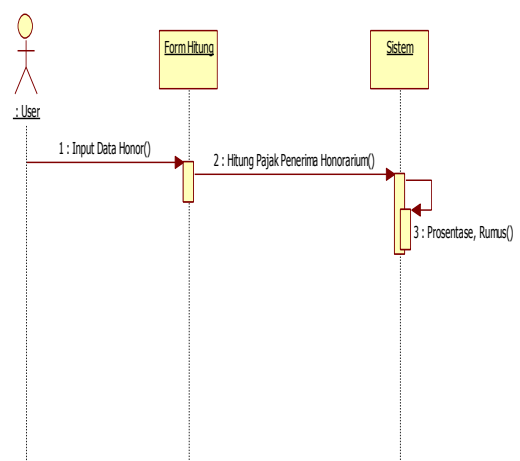 Form Hitung
Sistem
: User
1 : Input Data Honor()
2 : Hitung Pajak Penerima Honorarium()
3 : Prosentase, Rumus()